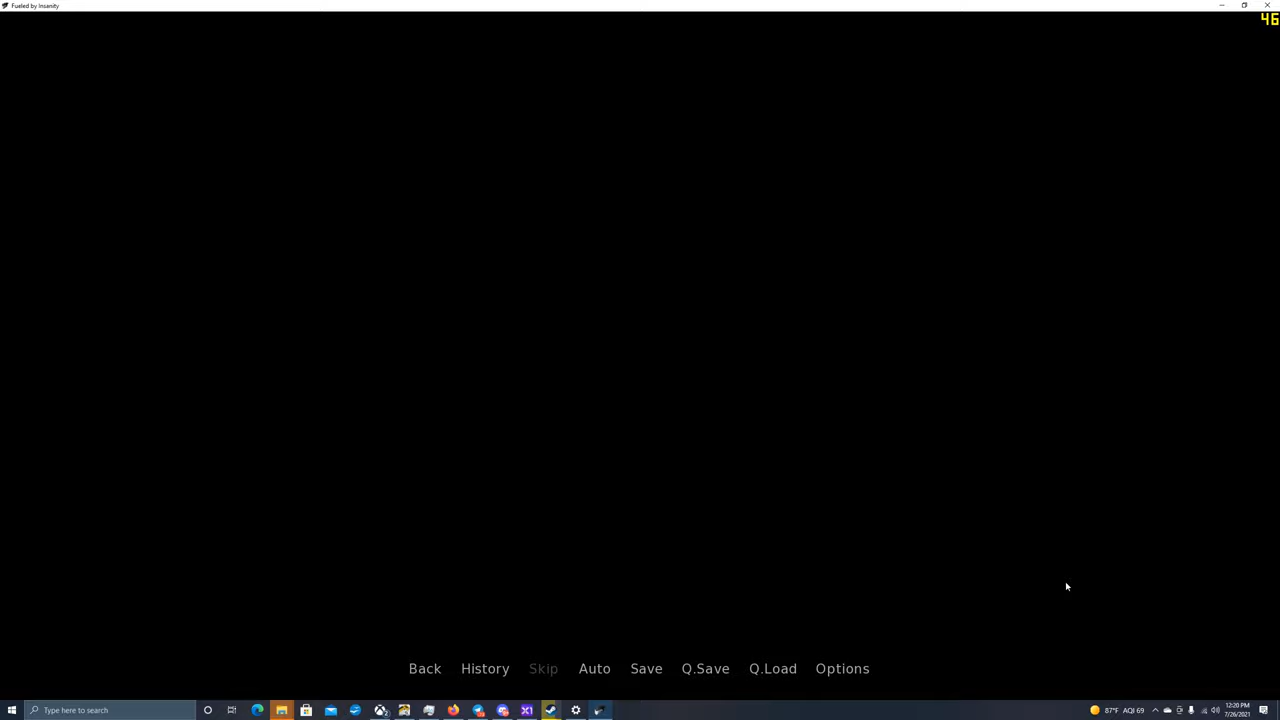 Fueled by Insanity
46
Back History Skip Auto Save Q.Save Q.Load Options
Type here to search
X1
87°F AQI 69
12:20 PM
7/26/2021